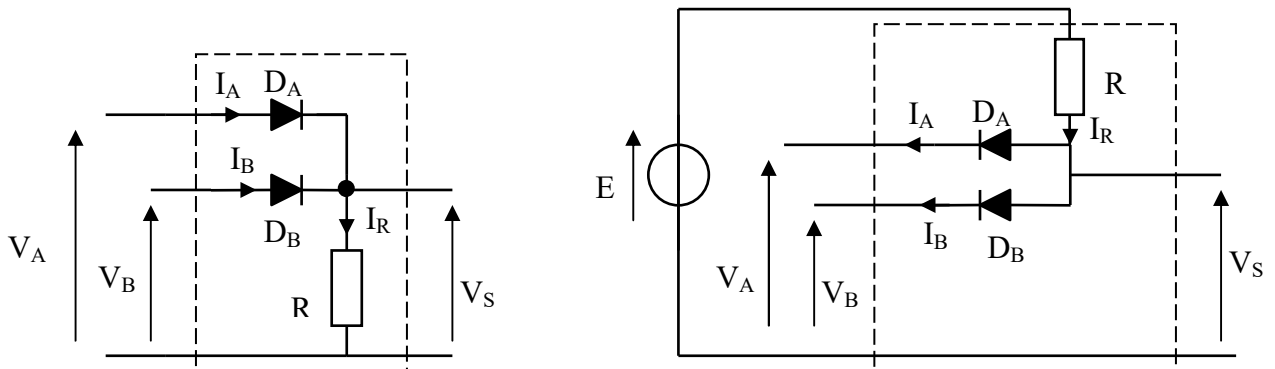 I_A D_A
I_B
D_B I_R
V_A
V_B
R
V_S
R
I_A D_A I_R
E
I_B D_B
V_A
V_B
V_S